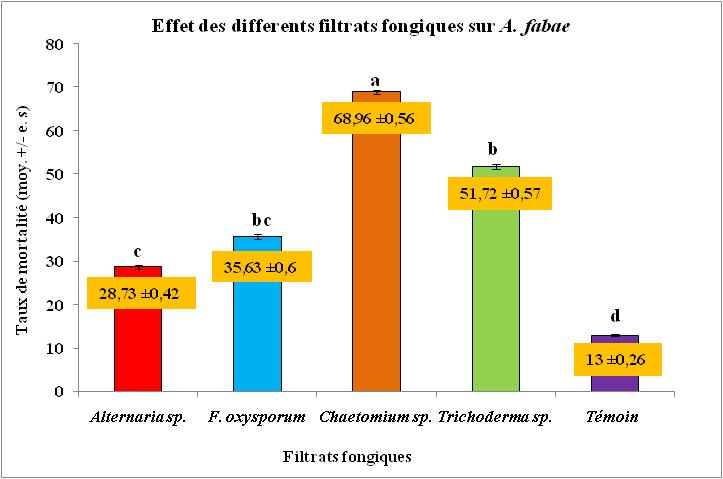 Effet des differents filtrats fongiques sur A. fabae
Taux de mortalité (moy. +/- e. s)
80
70
60
50
40
30
20
10
0
a
68,96 ±0,56
b
51,72 ±0,57
bc
35,63 ±0,6
c
28,73 ±0,42
d
13 ±0,26
Alternaria sp. F. oxysporum Chaetomium sp. Trichoderma sp. Témoin
Filtrats fongiques